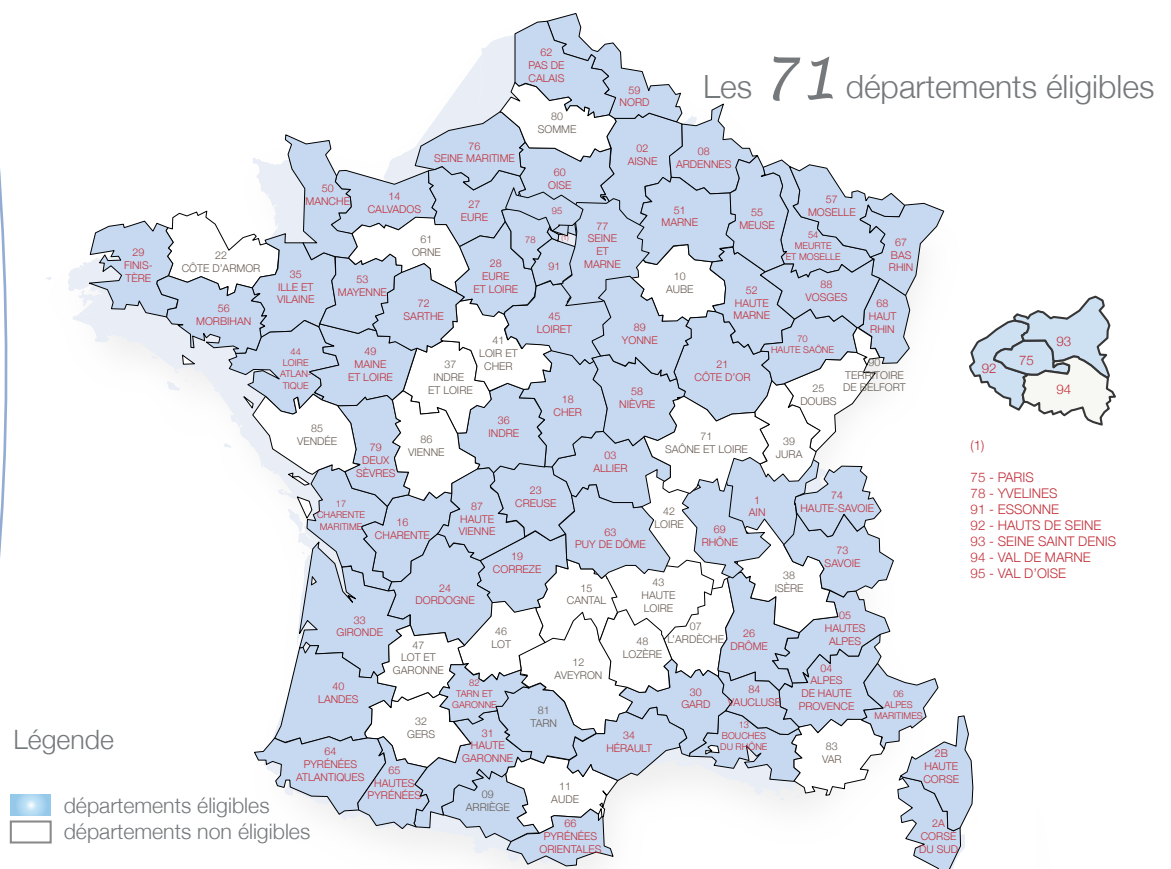 Les 71 départements éligibles
62
PAS DE
CALAIS
59
NORD
80
SOMME
76
SEINE MARITIME
02
AISNE
08
ARDENNES
60
OISE
50
MANCHE
14
CALVADOS
27
EURE
95
78
91
77
SEINE
ET
MARNE
51
MARNE
55
MEUSE
57
MOSELLE
54
MEURTE
ET MOSELLE
67
BAS
RHIN
29
FINIS-
TÈRE
22
CÔTE D'ARMOR
61
ORNE
28
EURE
ET LOIRE
10
AUBE
52
HAUTE
MARNE
88
VOSGES
68
HAUT
RHIN
35
ILLE ET
VILAINE
53
MAYENNE
72
SARTHE
56
MORBIHAN
45
LOIRET
89
YONNE
70
HAUTE SAÔNE
90
TERRITOIRE
DE BELFORT
44
LOIRE
ATLAN-
TIQUE
49
MAINE
ET LOIRE
41
LOIR ET
CHER
37
INDRE
ET LOIRE
21
CÔTE D'OR
25
DOUBS
58
NIÈVRE
18
CHER
36
INDRE
85
VENDÉE
79
DEUX
SÈVRES
86
VIENNE
71
SAÔNE ET LOIRE
39
JURA
03
ALLIER
17
CHARENTE
MARITIME
16
CHARENTE
87
HAUTE
VIENNE
23
CREUSE
63
PUY DE DÔME
42
LOIRE
69
RHÔNE
1
AIN
74
HAUTE-SAVOIE
73
SAVOIE
19
CORREZE
24
DORDOGNE
15
CANTAL
43
HAUTE
LOIRE
38
ISÈRE
33
GIRONDE
46
LOT
48
LOZÈRE
07
L'ARDÈCHE
26
DRÔME
05
HAUTES
ALPES
47
LOT ET
GARONNE
12
AVEYRON
40
LANDES
82
TARN ET
GARONNE
81
TARN
30
GARD
84
VAUCLUSE
04
ALPES
DE HAUTE
PROVENCE
06
ALPES
MARITIMES
32
GERS
31
HAUTE
GARONNE
34
HÉRAULT
13
BOUCHES
DU RHÔNE
83
VAR
64
PYRÉNÉES
ATLANTIQUES
65
HAUTES
PYRÉNÉES
09
ARRIÈGE
11
AUDE
66
PYRÉNÉES
ORIENTALES
2B
HAUTE
CORSE
2A
CORSE
DU SUD
93
92
75
94
(1)
75 - PARIS
78 - YVELINES
91 - ESSONNE
92 - HAUTS DE SEINE
93 - SEINE SAINT DENIS
94 - VAL DE MARNE
95 - VAL D'OISE
Légende
départements éligibles
départements non éligibles